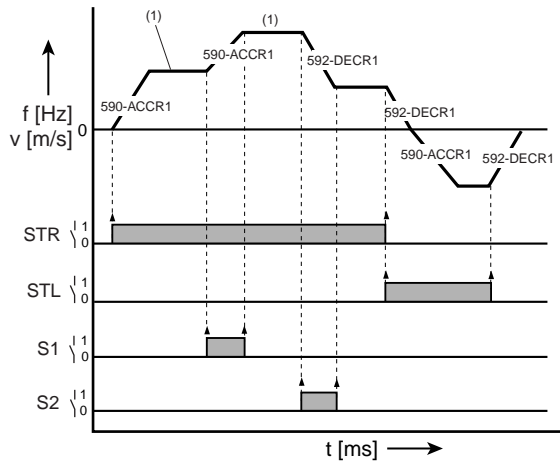 (1)
(1)
590-ACCR1
592-DECR1
590-ACCR1
f [Hz]
v [m/s]
0
592-DECR1
590-ACCR1
592-DECR1
STR
1
0
STL
1
0
S1
1
0
S2
1
0
t [ms]